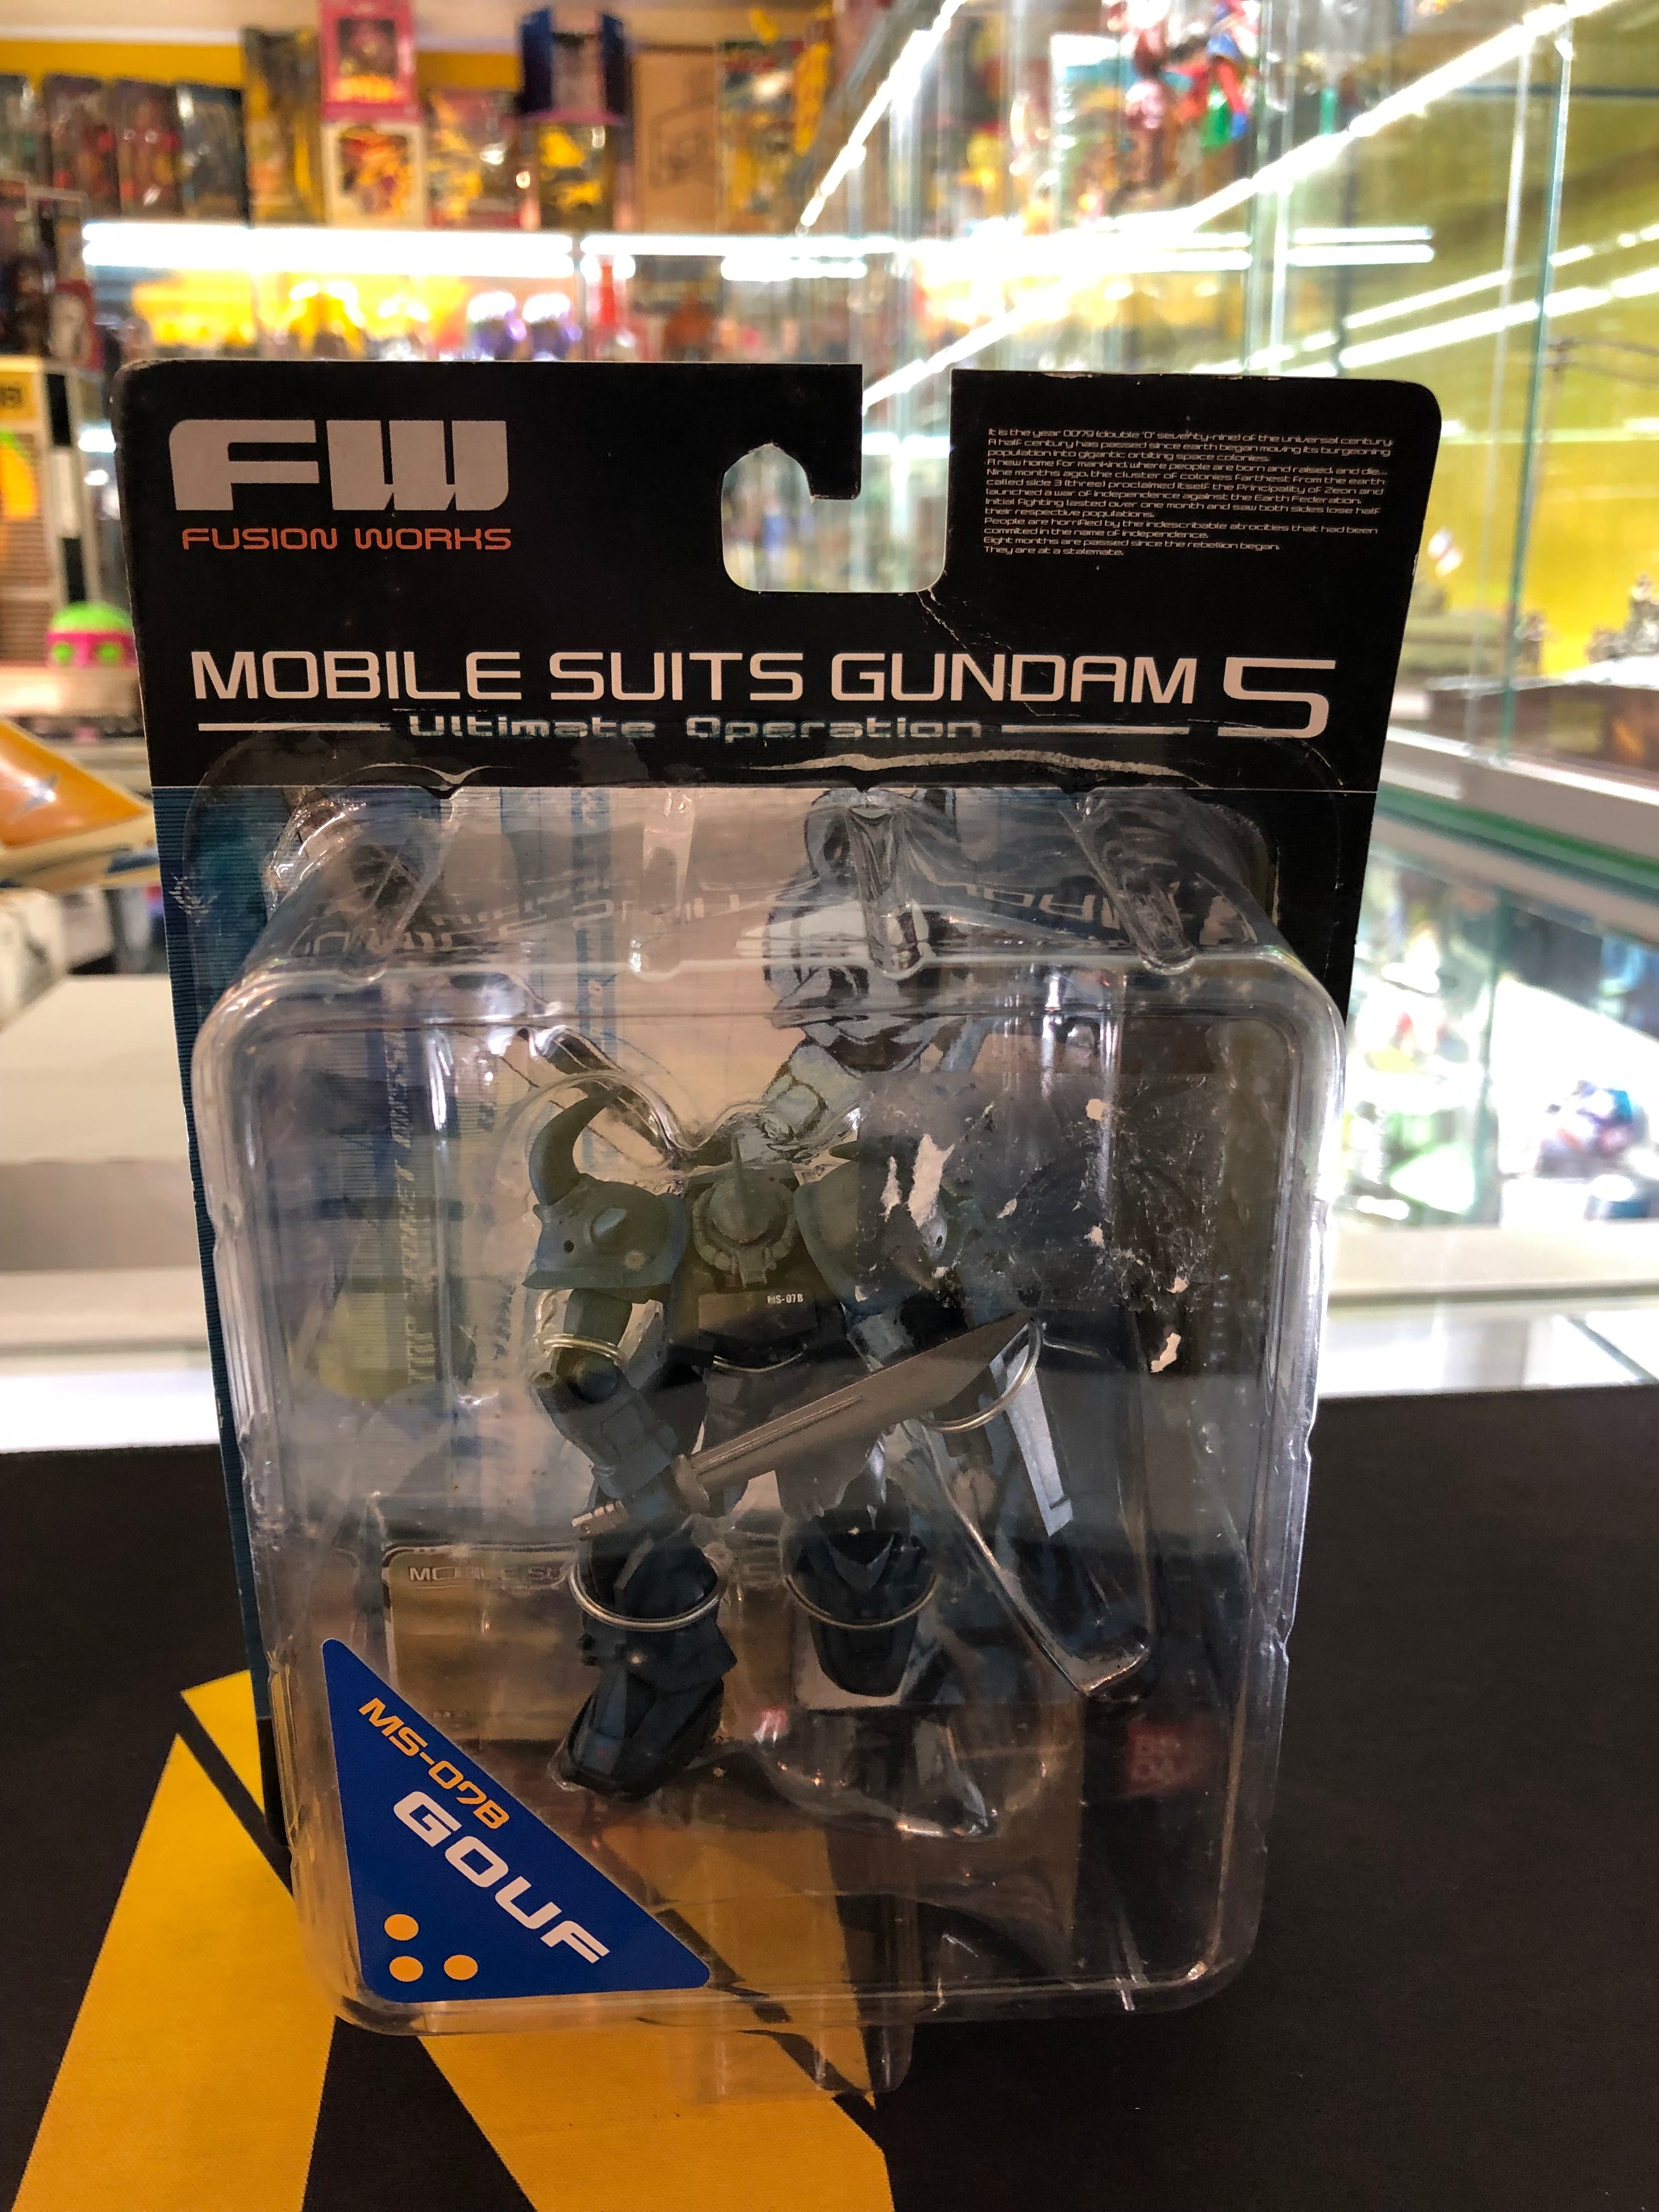 FW
FUSION WORKS
It is the year 0079 (double "0" seventy-nine) of the universal century.
A half century has passed since earth began moving its burgeoning
population into gigantic orbiting space colonies.
A new home for mankind, where people are born and raised, and die...
Nine months ago, the cluster of colonies farthest from the earth
called side 3 (three) proclaimed itself the Principality of Zeon and
launched a war of independence against the Earth Federation.
Initial fighting lasted over one month and saw both sides lose half
their respective populations.
People are horrified by the indescribable atrocities that had been
commited in the name of independence.
Eight months are passed since the rebellion began.
They are at a stalemate.
MOBILE SUITS GUNDAM 5
Ultimate Operation
MS-07B
MS-07B
GOUF